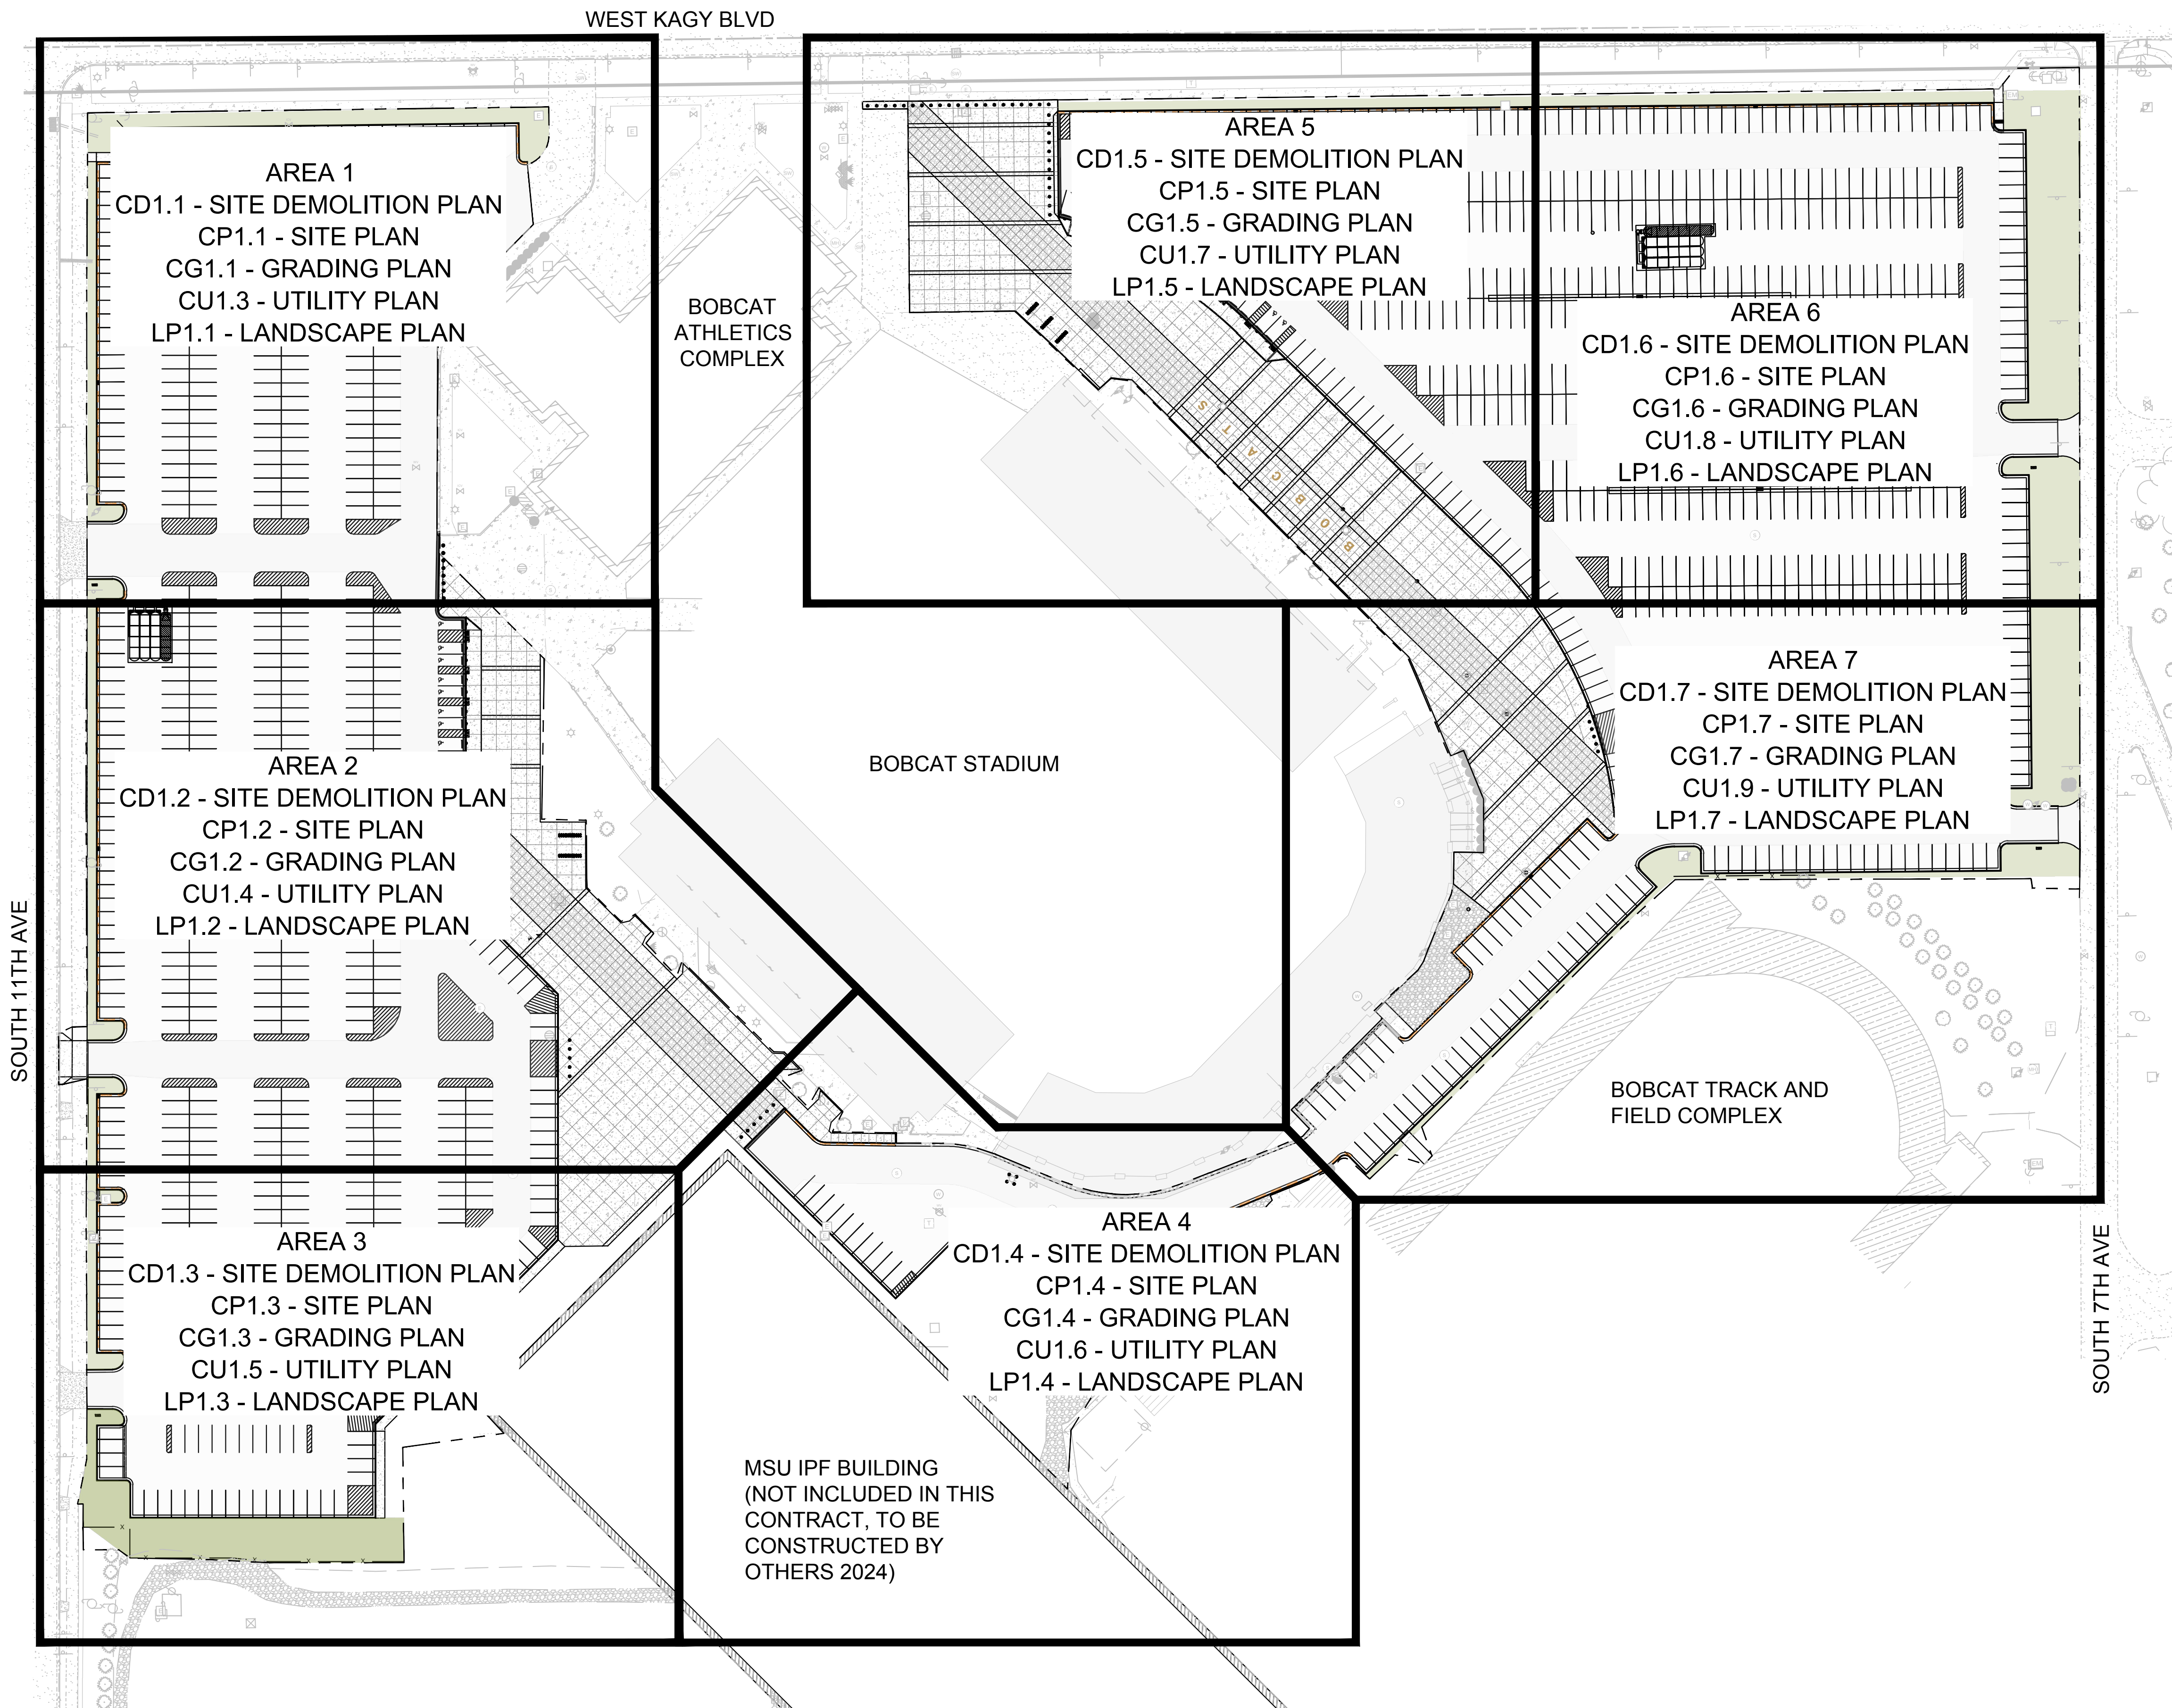 WEST KAGY BLVD
AREA 1
CD1.1 - SITE DEMOLITION PLAN
CP1.1 - SITE PLAN
CG1.1 - GRADING PLAN
CU1.3 - UTILITY PLAN
LP1.1 - LANDSCAPE PLAN
BOBCAT
ATHLETICS
COMPLEX
AREA 5
CD1.5 - SITE DEMOLITION PLAN
CP1.5 - SITE PLAN
CG1.5 - GRADING PLAN
CU1.7 - UTILITY PLAN
LP1.5 - LANDSCAPE PLAN
BOBCATS
AREA 6
CD1.6 - SITE DEMOLITION PLAN
CP1.6 - SITE PLAN
CG1.6 - GRADING PLAN
CU1.8 - UTILITY PLAN
LP1.6 - LANDSCAPE PLAN
AREA 2
CD1.2 - SITE DEMOLITION PLAN
CP1.2 - SITE PLAN
CG1.2 - GRADING PLAN
CU1.4 - UTILITY PLAN
LP1.2 - LANDSCAPE PLAN
BOBCAT STADIUM
AREA 7
CD1.7 - SITE DEMOLITION PLAN
CP1.7 - SITE PLAN
CG1.7 - GRADING PLAN
CU1.9 - UTILITY PLAN
LP1.7 - LANDSCAPE PLAN
SOUTH 11TH AVE
BOBCAT TRACK AND
FIELD COMPLEX
AREA 3
CD1.3 - SITE DEMOLITION PLAN
CP1.3 - SITE PLAN
CG1.3 - GRADING PLAN
CU1.5 - UTILITY PLAN
LP1.3 - LANDSCAPE PLAN
AREA 4
CD1.4 - SITE DEMOLITION PLAN
CP1.4 - SITE PLAN
CG1.4 - GRADING PLAN
CU1.6 - UTILITY PLAN
LP1.4 - LANDSCAPE PLAN
SOUTH 7TH AVE
MSU IPF BUILDING
(NOT INCLUDED IN THIS
CONTRACT, TO BE
CONSTRUCTED BY
OTHERS 2024)